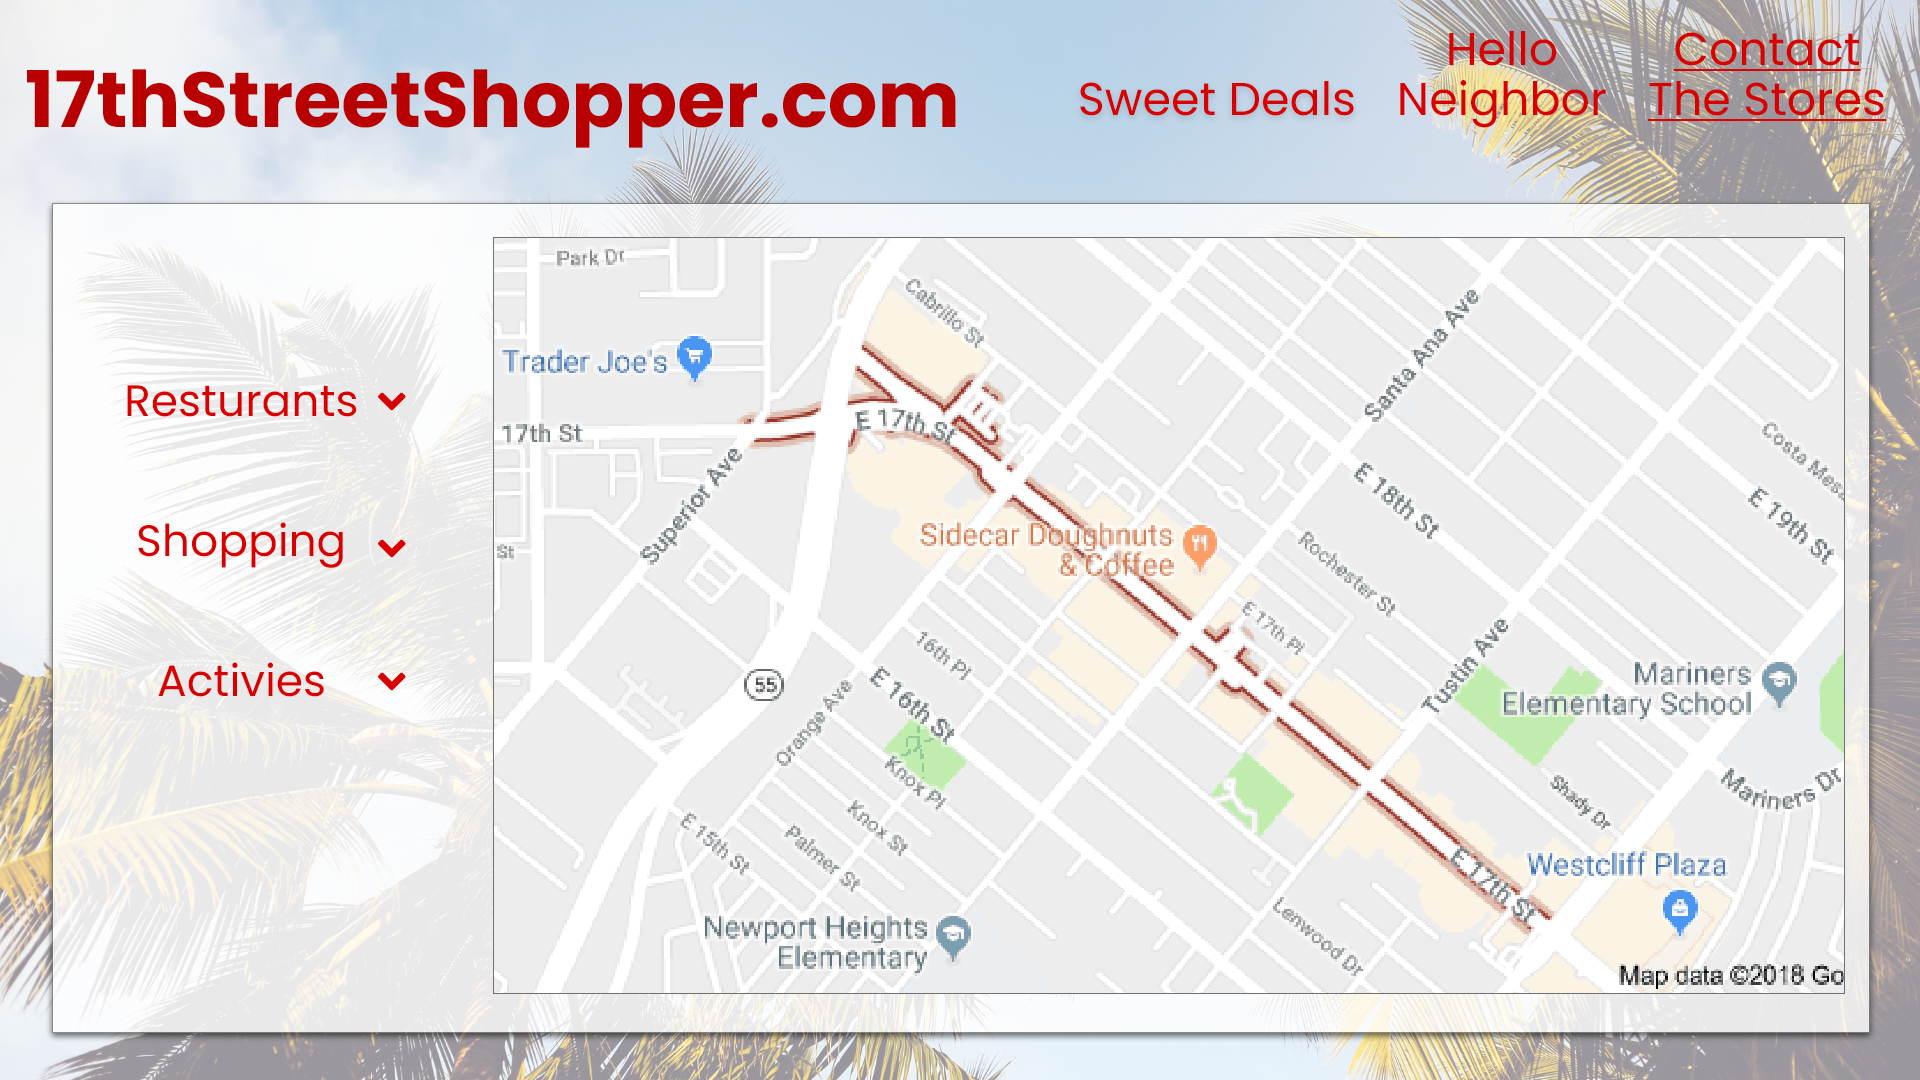 17thStreetShopper.com
Sweet Deals
Hello
Neighbor
Contact
The Stores
Resturants
Shopping
Activies
Park Dr
Cabrillo St
Trader Joe's
17th St
E 17th St
Superior Ave
Santa Ana Ave
Costa Mesa
E 18th St
E 19th St
St
Sidecar Doughnuts
& Coffee
Rochester St
E 17th Pl
16th Pl
Tustin Ave
Mariners
Elementary School
55
Orange Ave
E 16th St
Knox Pl
Knox St
Palmer St
E 15th St
Shady Dr
Mariners Dr
E 17th St
Westcliff Plaza
Lenwood Dr
Newport Heights
Elementary
Map data ©2018 Go